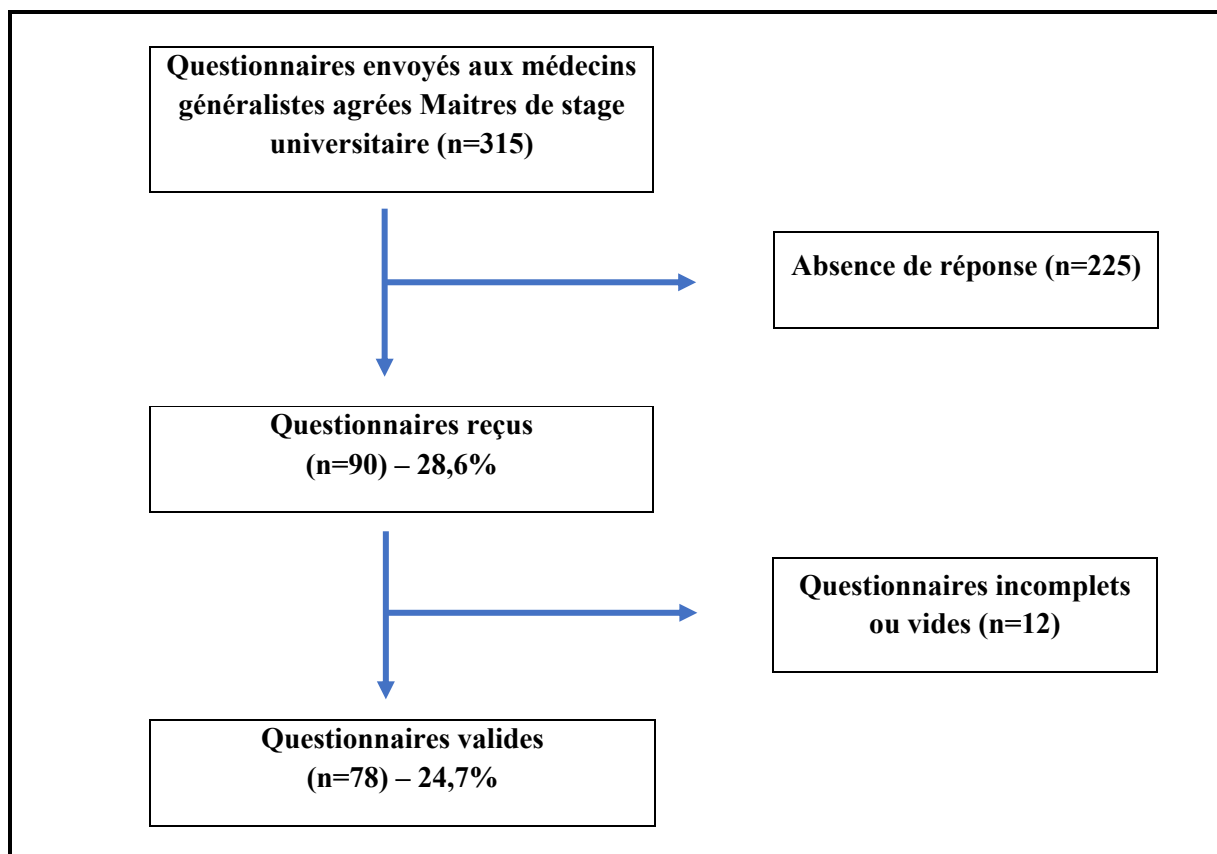 Questionnaires envoyés aux médecins
généralistes agrées Maitres de stage
universitaire (n=315)
Absence de réponse (n=225)
Questionnaires reçus
(n=90) – 28,6%
Questionnaires incomplets
ou vides (n=12)
Questionnaires valides
(n=78) – 24,7%